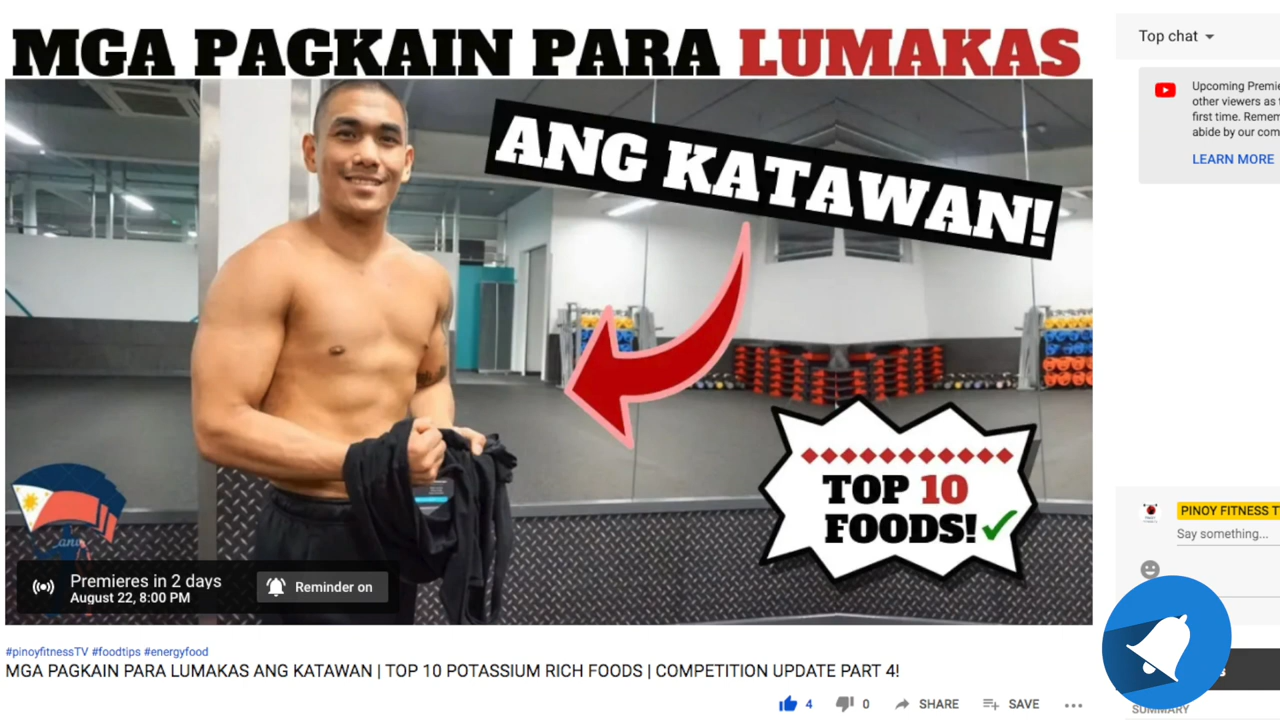 MGA PAGKAIN PARA LUMAKAS
ANG KATAWAN!
TOP 10
FOODS!
Premieres in 2 days
August 22, 8:00 PM
Reminder on
#pinoyfitnessTV #foodtips #energyfood
MGA PAGKAIN PARA LUMAKAS ANG KATAWAN | TOP 10 POTASSIUM RICH FOODS | COMPETITION UPDATE PART 4!
4
0
SHARE
SAVE
Top chat
Upcoming Premie
other viewers as
first time. Remem
abide by our com
LEARN MORE
PINOY FITNESS T
Say something...
SUMMARY